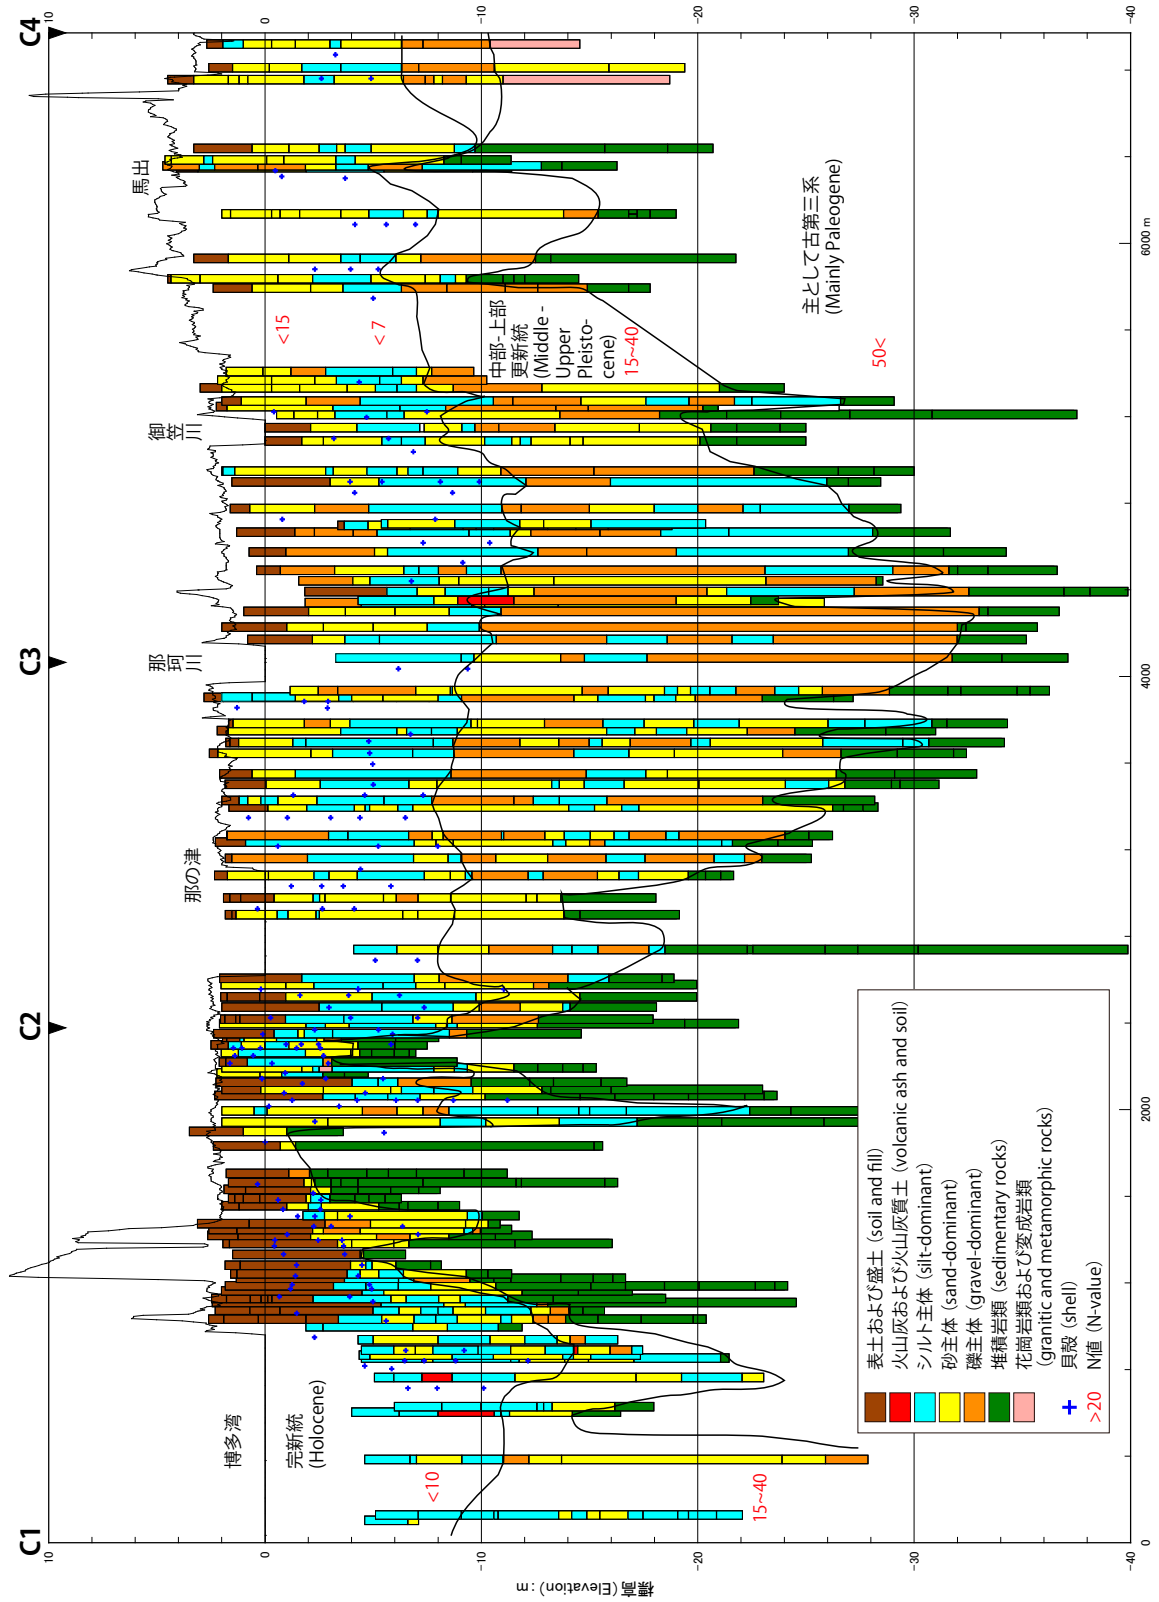 C1
C2
C3
C4
10
0
-10
-20
-30
-40
10
0
-10
-20
-30
-40
標高 (Elevation) : m
0
2000
4000
6000 m
博多湾
那の津
那珂川
御笠川
馬出
完新統
(Holocene)
<10
<15
<7
中部-上部
更新統
(Middle -
Upper
Pleisto-
cene)
15~40
15~40
50<
主として古第三系
(Mainly Paleogene)
表土および盛土 (soil and fill)
火山灰および火山灰質土 (volcanic ash and soil)
シルト主体 (silt-dominant)
砂主体 (sand-dominant)
礫主体 (gravel-dominant)
堆積岩類 (sedimentary rocks)
花崗岩類および変成岩類
(granitic and metamorphic rocks)
貝殻 (shell)
>20 N値 (N-value)